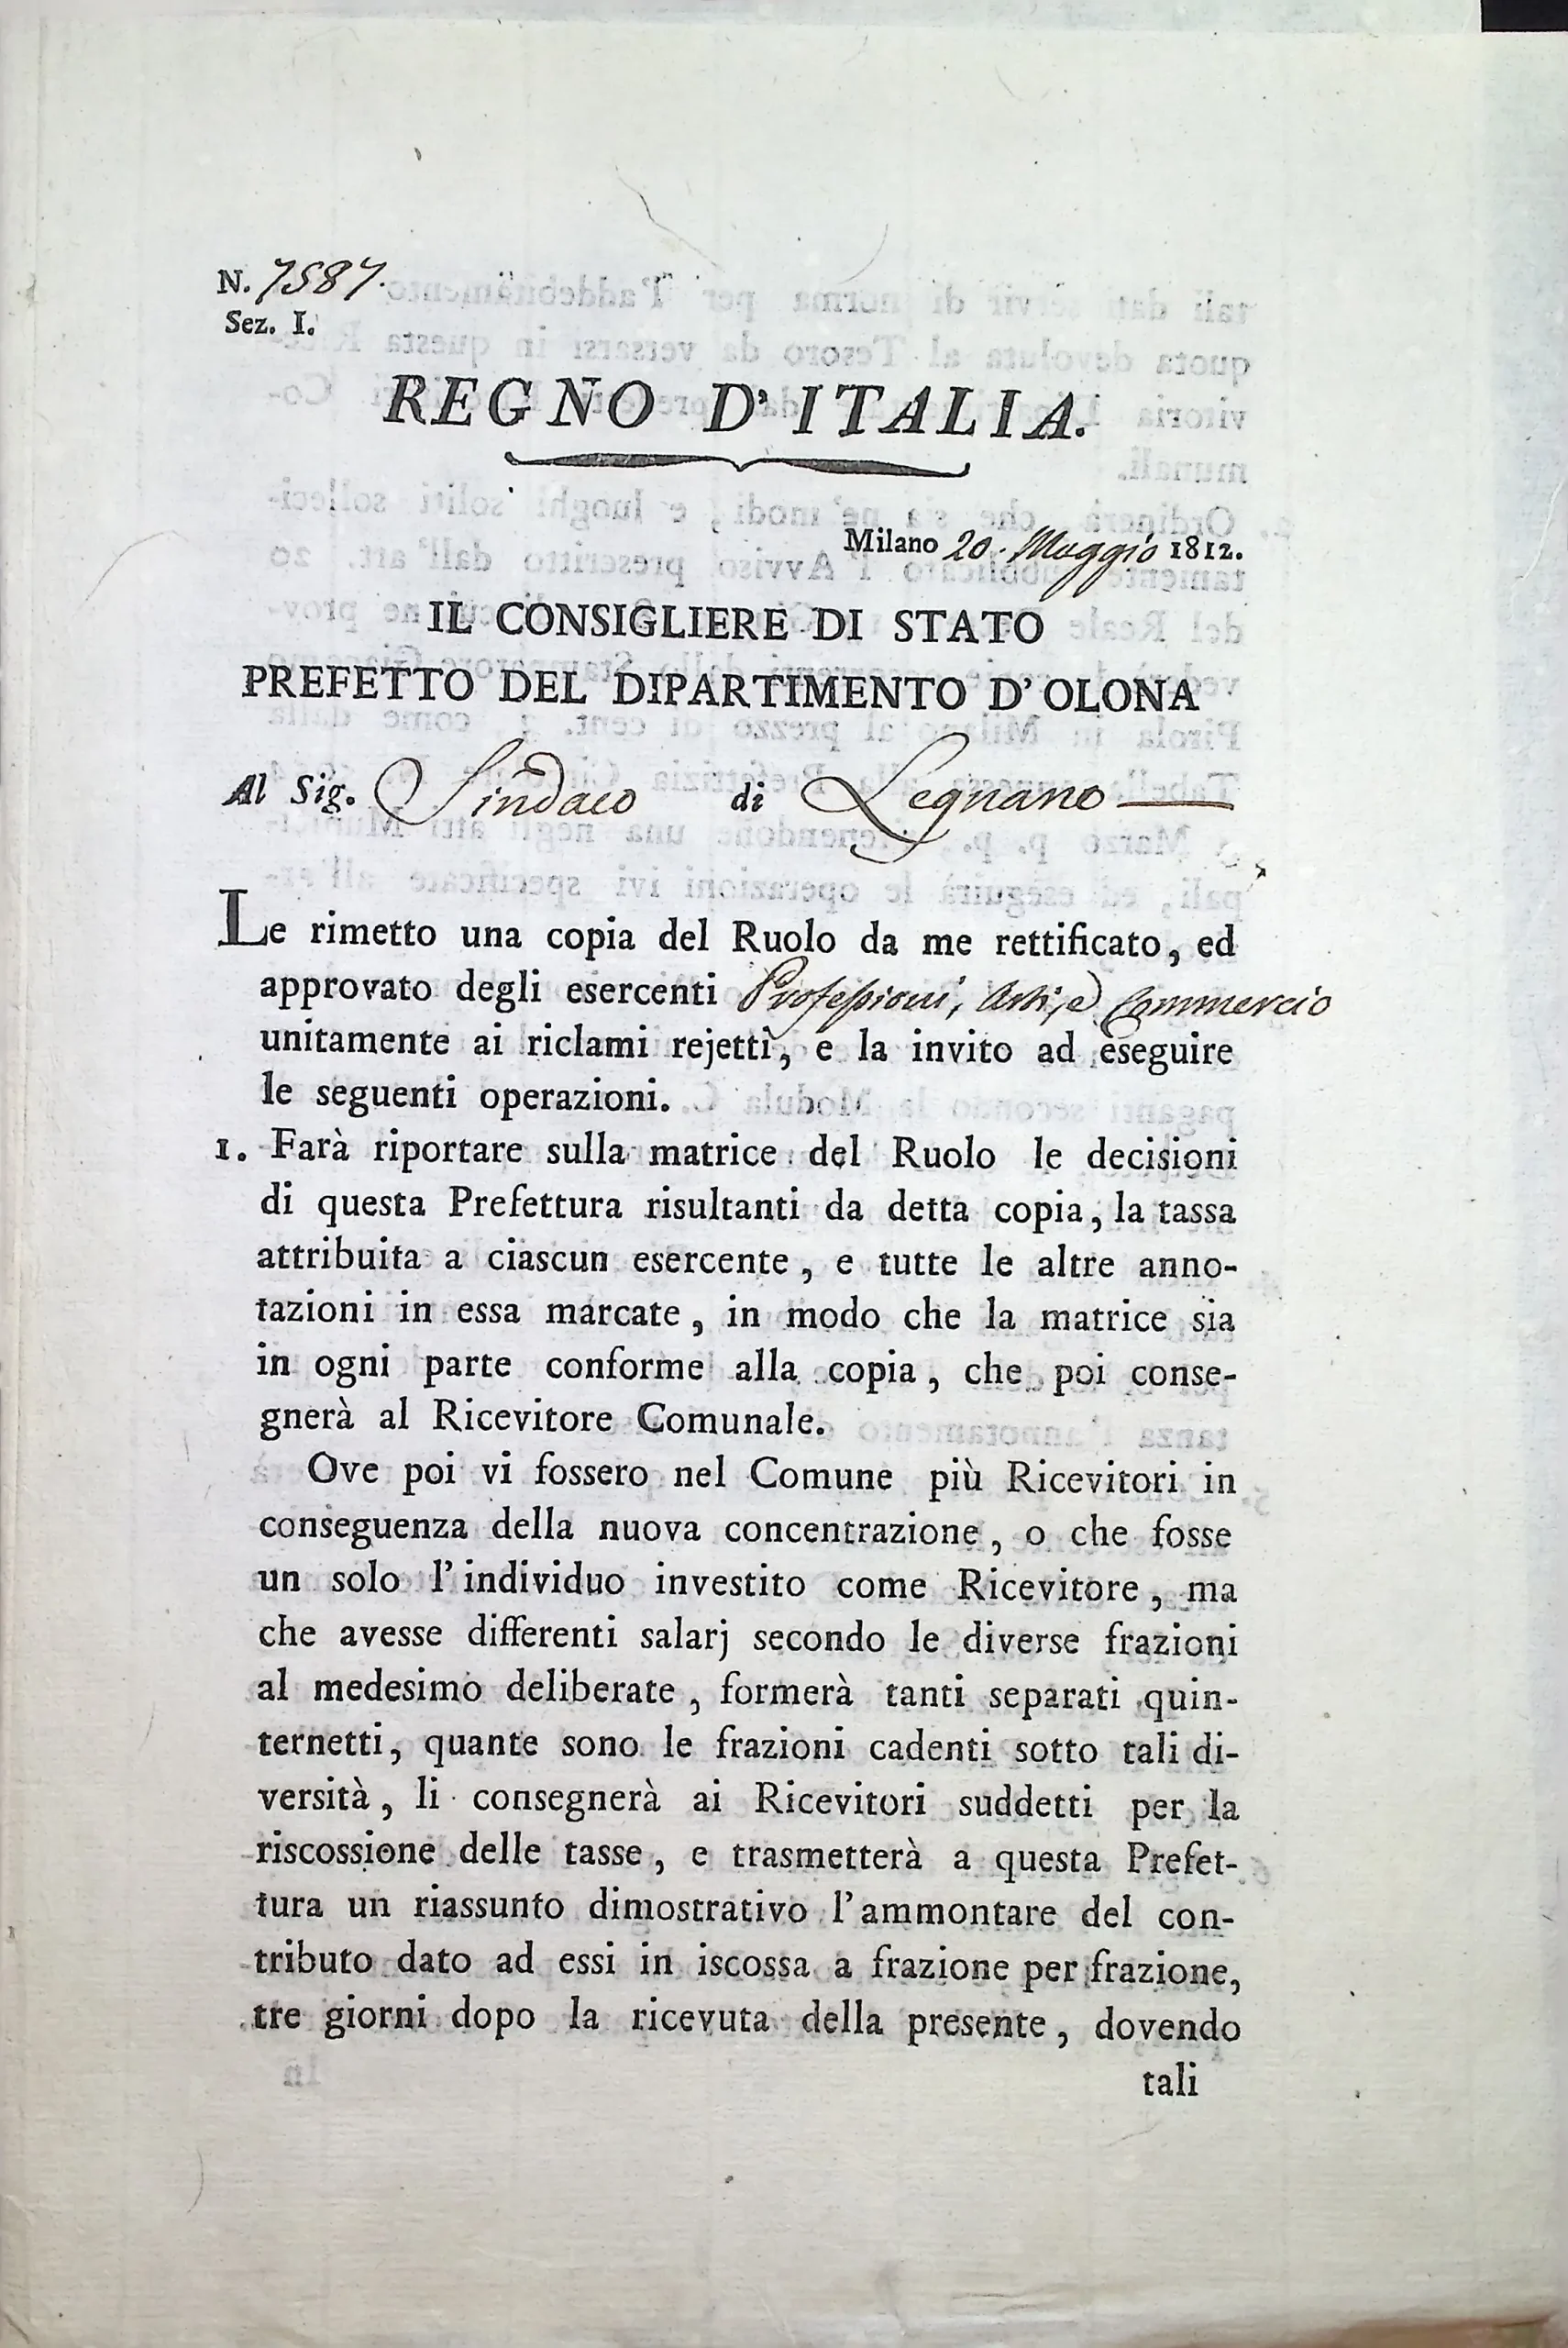 N. 7587.
Sez. I.
REGNO D'ITALIA.
Milano 20. Maggio 1812.
IL CONSIGLIERE DI STATO
PREFETTO DEL DIPARTIMENTO D'OLONA
Al Sig. Sindaco di Legnano
Le rimetto una copia del Ruolo da me rettificato, ed
approvato degli esercenti Professioni, Arti, e Commercio
unitamente ai riclami rejetti, e la invito ad eseguire
le seguenti operazioni.
1. Farà riportare sulla matrice del Ruolo le decisioni
di questa Prefettura risultanti da detta copia, la tassa
attribuita a ciascun esercente, e tutte le altre anno-
tazioni in essa marcate, in modo che la matrice sia
in ogni parte conforme alla copia, che poi conse-
gnerà al Ricevitore Comunale.
Ove poi vi fossero nel Comune più Ricevitori in
conseguenza della nuova concentrazione, o che fosse
un solo l'individuo investito come Ricevitore, ma
che avesse differenti salarj secondo le diverse frazioni
al medesimo deliberate, formerà tanti separati quin-
ternetti, quante sono le frazioni cadenti sotto tali di-
versità, li consegnerà ai Ricevitori suddetti per la
riscossione delle tasse, e trasmetterà a questa Prefet-
tura un riassunto dimostrativo l'ammontare del con-
tributo dato ad essi in iscossa a frazione per frazione,
tre giorni dopo la ricevuta della presente, dovendo
tali